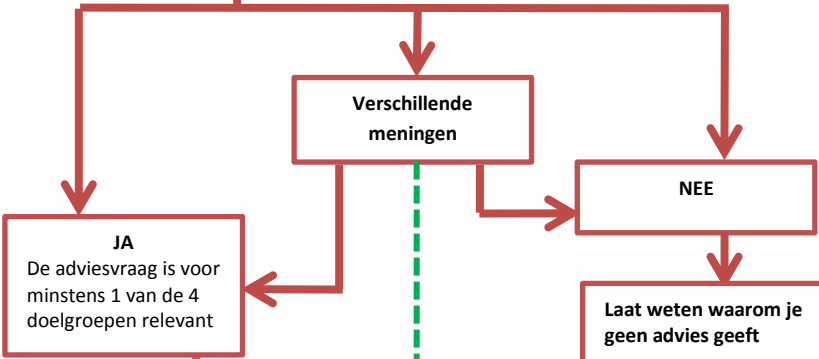 Verschillende
meningen
NEE
JA
De adviesvraag is voor
minstens 1 van de 4
doelgroepen relevant
Laat weten waarom je
geen advies geeft